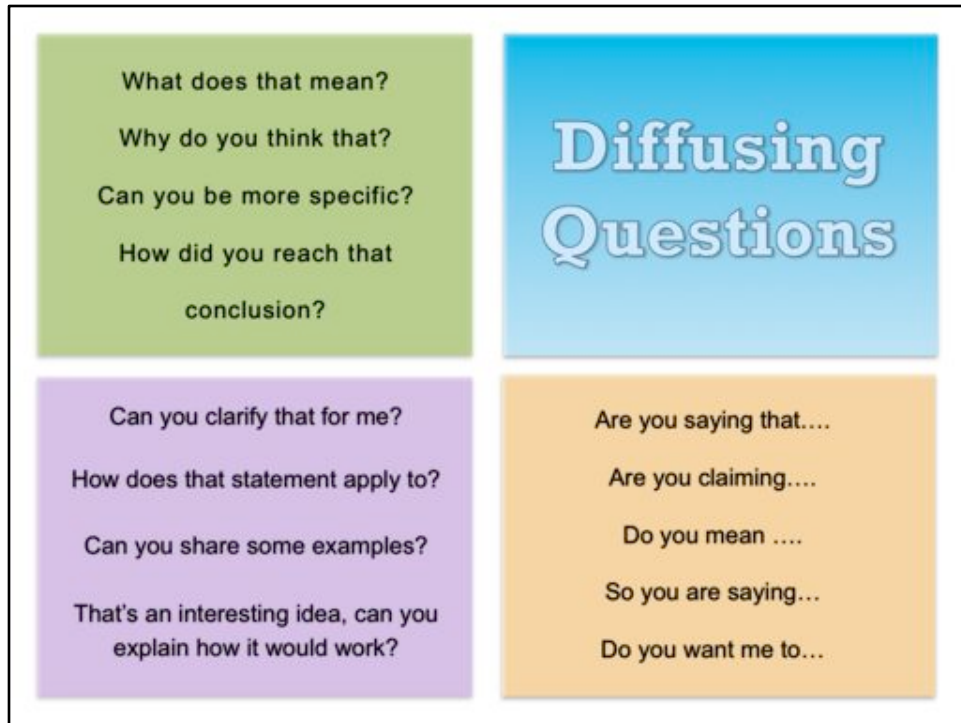 What does that mean?
Why do you think that?
Can you be more specific?
How did you reach that
conclusion?
Diffusing
Questions
Can you clarify that for me?
How does that statement apply to?
Can you share some examples?
That's an interesting idea, can you
explain how it would work?
Are you saying that....
Are you claiming....
Do you mean ....
So you are saying...
Do you want me to...